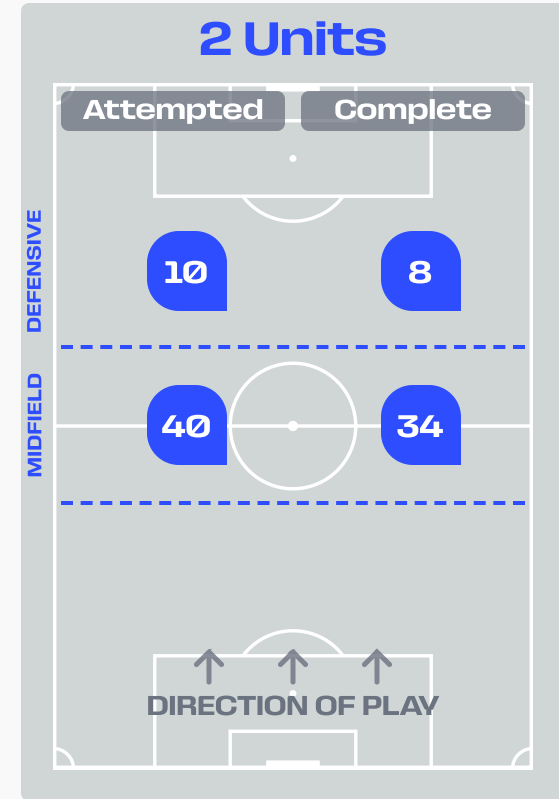 2 Units
Attempted Complete
DEFENSIVE
10 8
MIDFIELD
40 34
DIRECTION OF PLAY